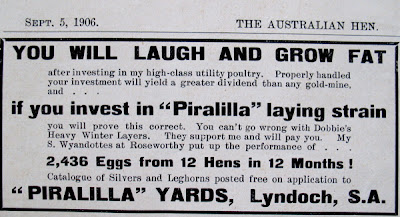 Sept. 5, 1906.
THE AUSTRALIAN HEN.
YOU WILL LAUGH AND GROW FAT
after investing in my high-class utility poultry. Properly handled
your investment will yield a greater dividend than any gold-mine,
and . . .
if you invest in "Piralilla" laying strain
you will prove this correct. You can't go wrong with Dobbie's
Heavy Winter Layers. They support me and will pay you. My
S. Wyandottes at Roseworthy put up the performance of . .
2,436 Eggs from 12 Hens in 12 Months !
Catalogue of Silvers and Leghorns posted free on application to
"PIRALILLA" YARDS, Lyndoch, S.A.